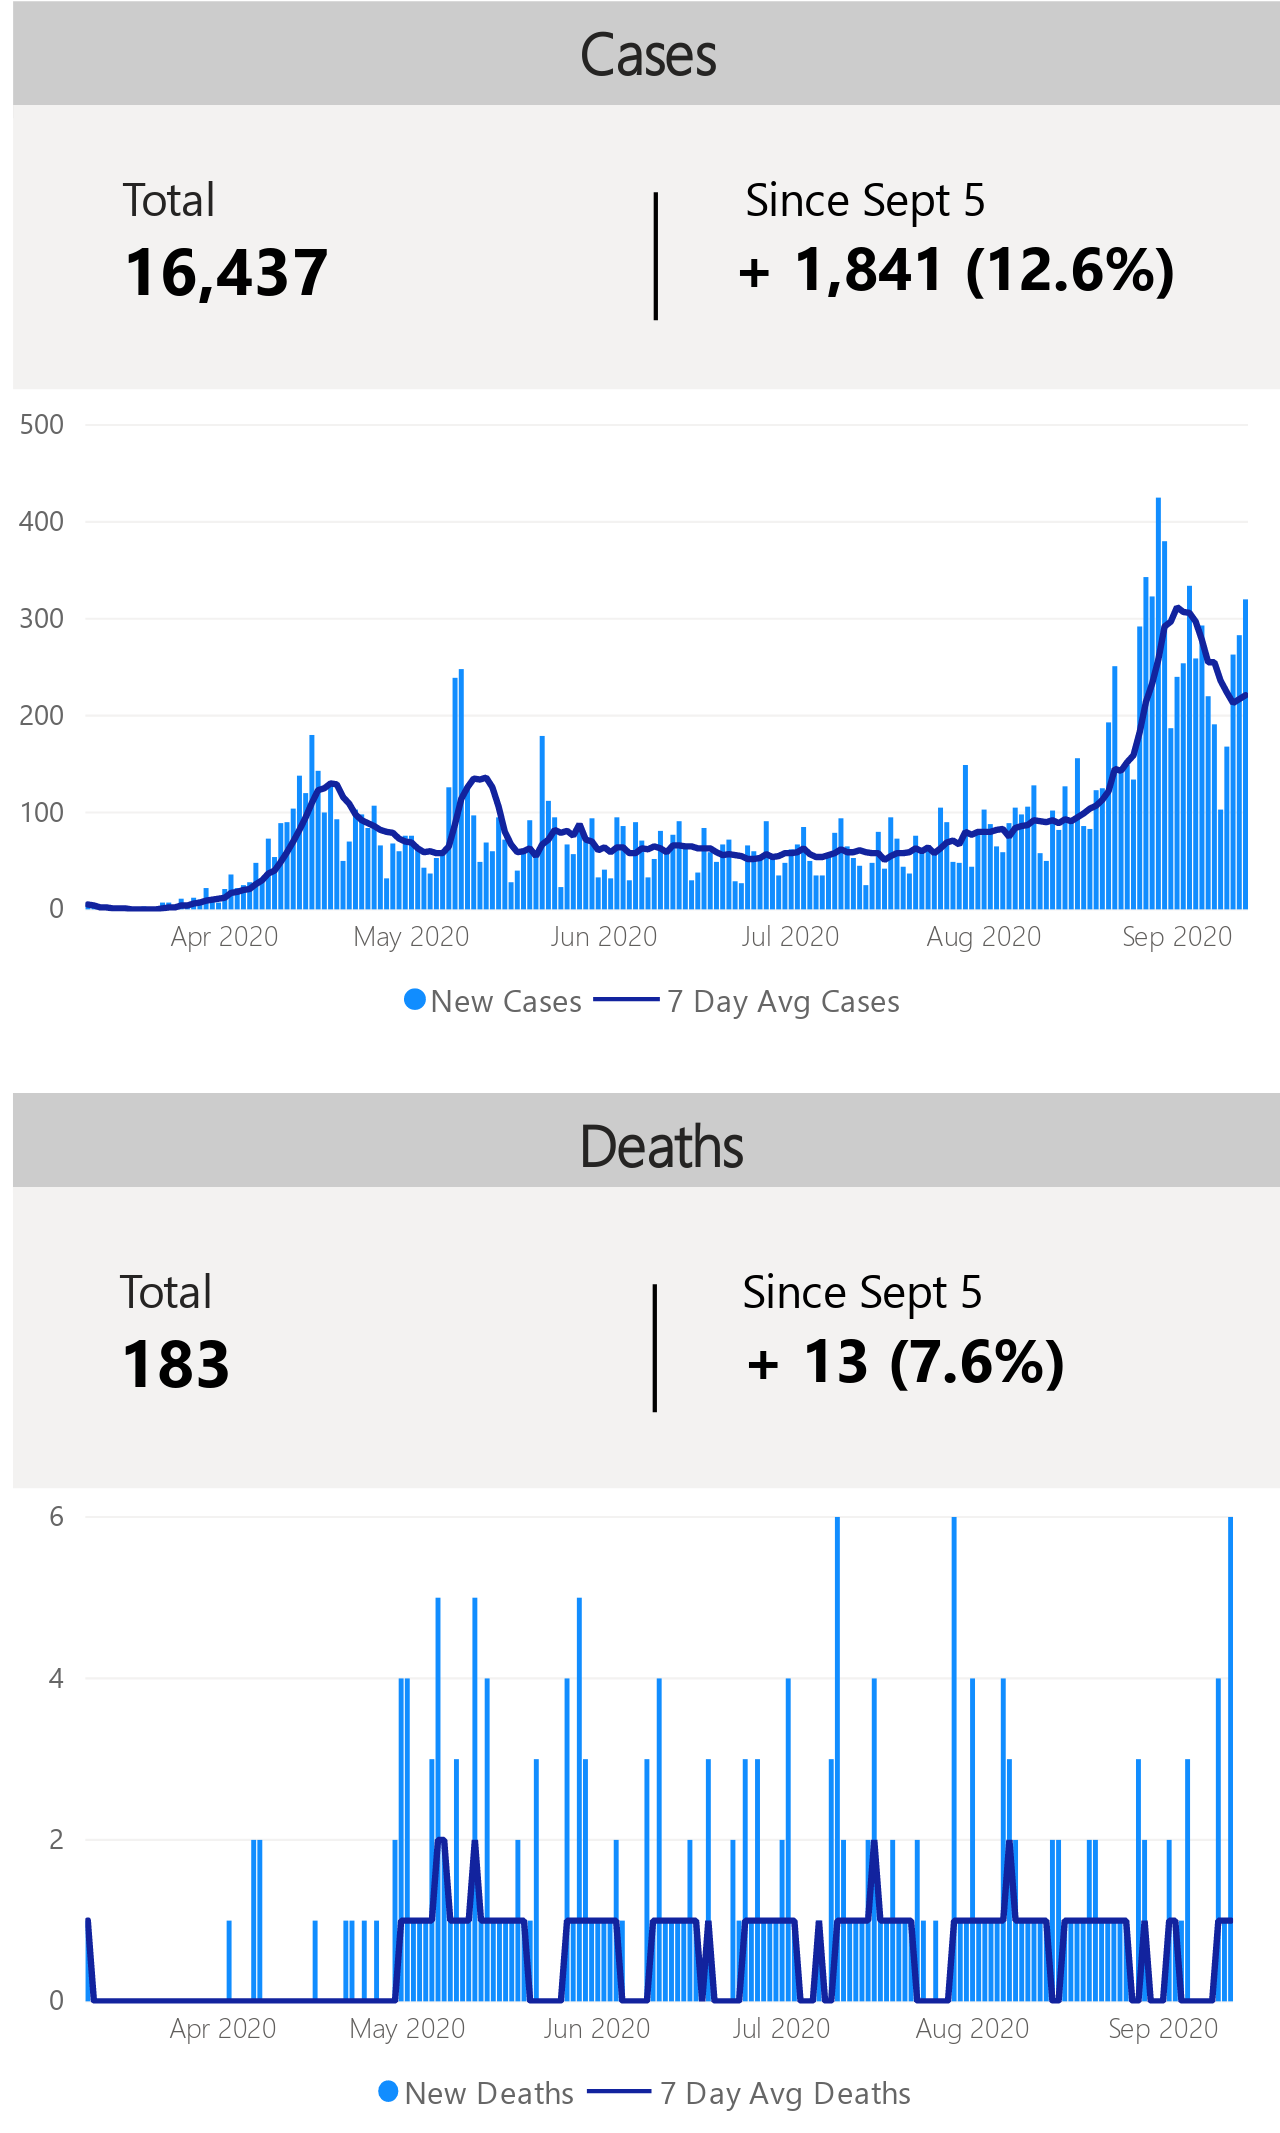 Cases
Total
16,437
Since Sept 5
+ 1,841 (12.6%)
500
400
300
200
100
0
Apr 2020 May 2020 Jun 2020 Jul 2020 Aug 2020 Sep 2020
New Cases 7 Day Avg Cases
Deaths
Total
183
Since Sept 5
+ 13 (7.6%)
6
4
2
0
Apr 2020 May 2020 Jun 2020 Jul 2020 Aug 2020 Sep 2020
New Deaths 7 Day Avg Deaths